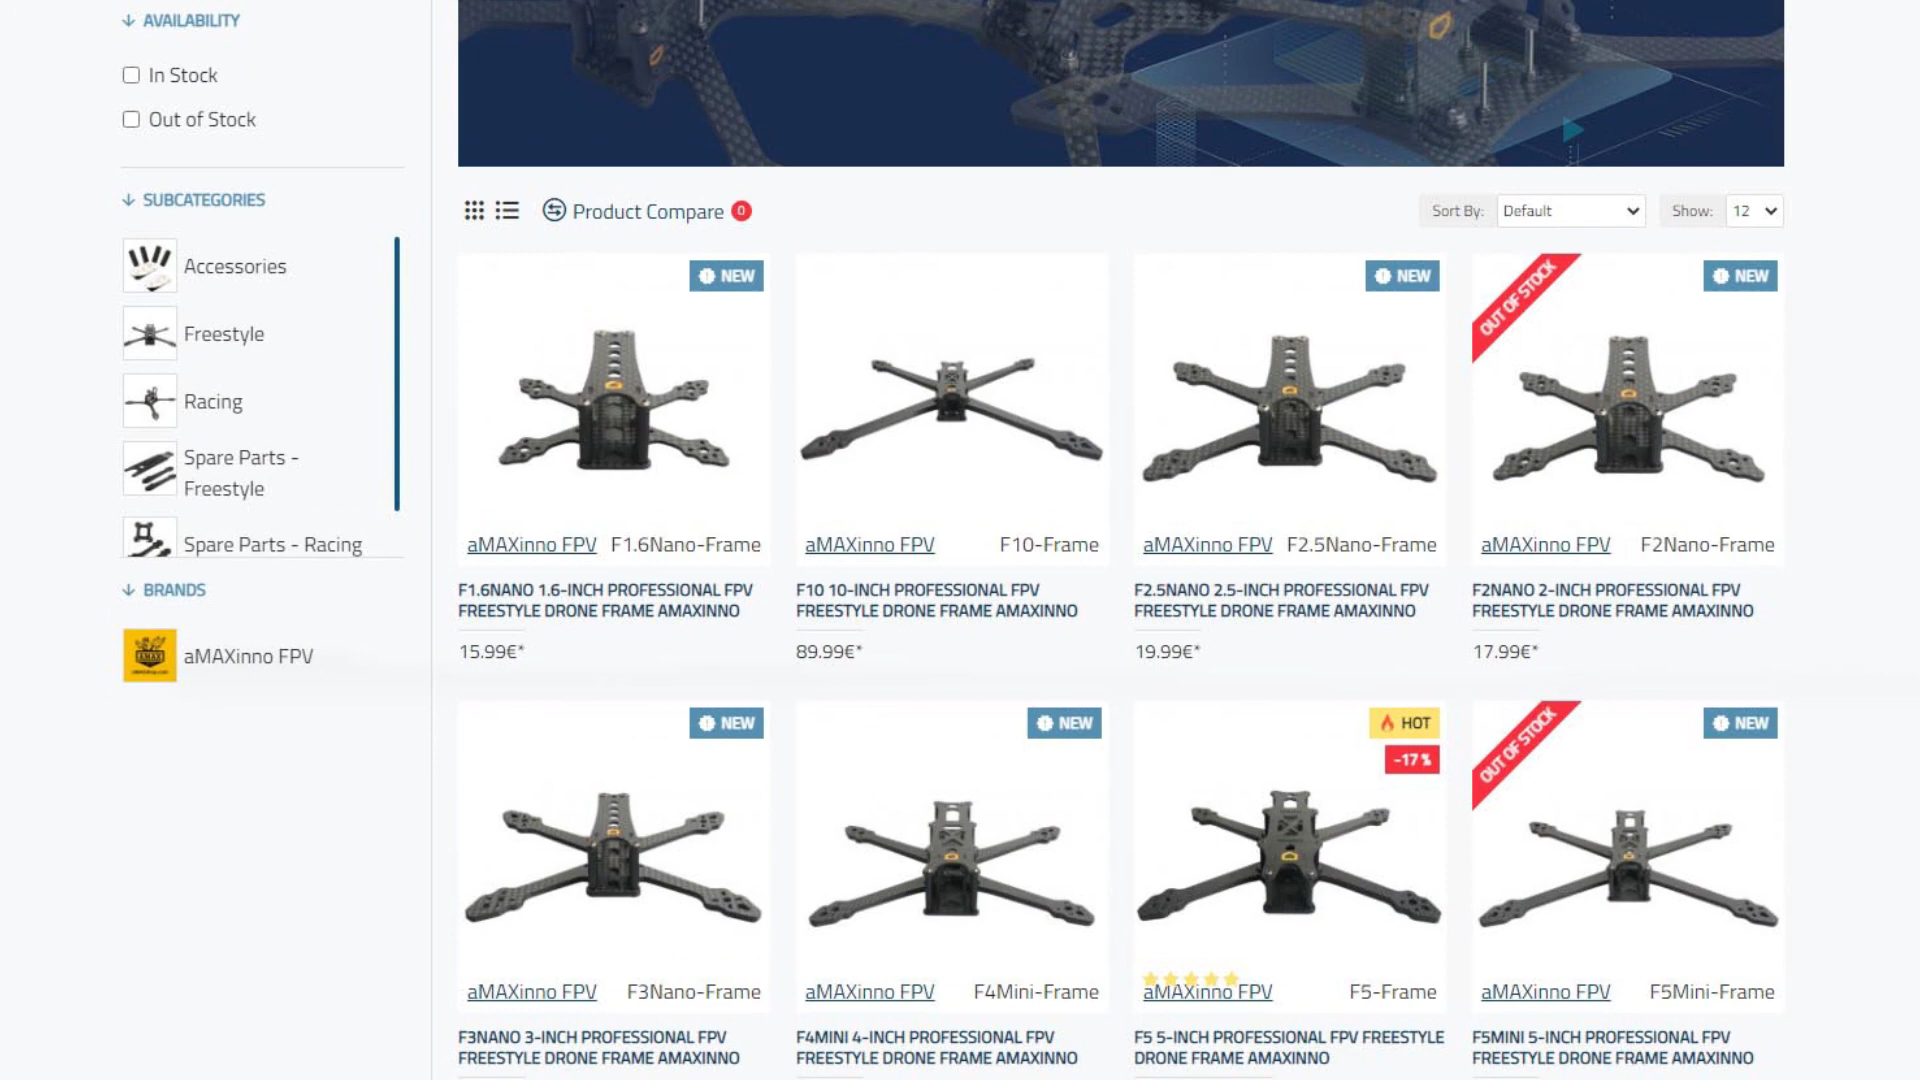 AVAILABILITY
In Stock
Out of Stock
SUBCATEGORIES
Accessories
Freestyle
Racing
Spare Parts -
Freestyle
Spare Parts - Racing
BRANDS
aMAXinno FPV
Product Compare 0
Sort By: Default
Show: 12
NEW
aMAXinno FPV F1.6Nano-Frame
F1.6NANO 1.6-INCH PROFESSIONAL FPV
FREESTYLE DRONE FRAME AMAXINNO
15.99€*
aMAXinno FPV F10-Frame
F10 10-INCH PROFESSIONAL FPV
FREESTYLE DRONE FRAME AMAXINNO
89.99€*
NEW
aMAXinno FPV F2.5Nano-Frame
F2.5NANO 2.5-INCH PROFESSIONAL FPV
FREESTYLE DRONE FRAME AMAXINNO
19.99€*
OUT OF STOCK
NEW
aMAXinno FPV F2Nano-Frame
F2NANO 2-INCH PROFESSIONAL FPV
FREESTYLE DRONE FRAME AMAXINNO
17.99€*
NEW
aMAXinno FPV F3Nano-Frame
F3NANO 3-INCH PROFESSIONAL FPV
FREESTYLE DRONE FRAME AMAXINNO
NEW
aMAXinno FPV F4Mini-Frame
F4MINI 4-INCH PROFESSIONAL FPV
FREESTYLE DRONE FRAME AMAXINNO
HOT
-17 %
aMAXinno FPV F5-Frame
F5 5-INCH PROFESSIONAL FPV FREESTYLE
DRONE FRAME AMAXINNO
OUT OF STOCK
NEW
aMAXinno FPV F5Mini-Frame
F5MINI 5-INCH PROFESSIONAL FPV
FREESTYLE DRONE FRAME AMAXINNO